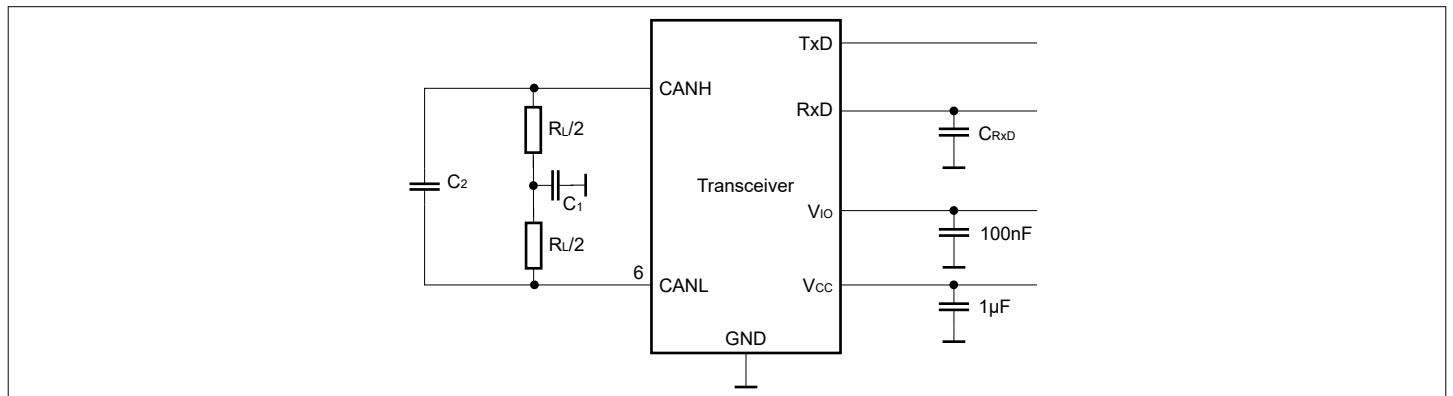 TxD
CANH
RxD
RL/2
CRxD
C2
Transceiver
C1
VIO
100nF
RL/2
6
CANL
VCC
1µF
GND